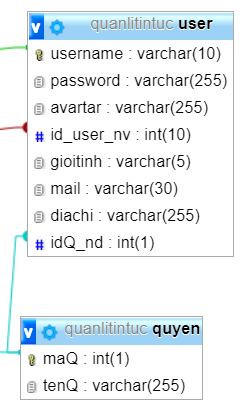 v quanlitintuc user
username : varchar(10)
password : varchar(255)
avartar : varchar(255)
# id_user_nv : int(10)
gioitinh : varchar(5)
mail : varchar(30)
diachi : varchar(255)
# idQ_nd : int(1)
v quanlitintuc quyen
maQ : int(1)
tenQ : varchar(255)